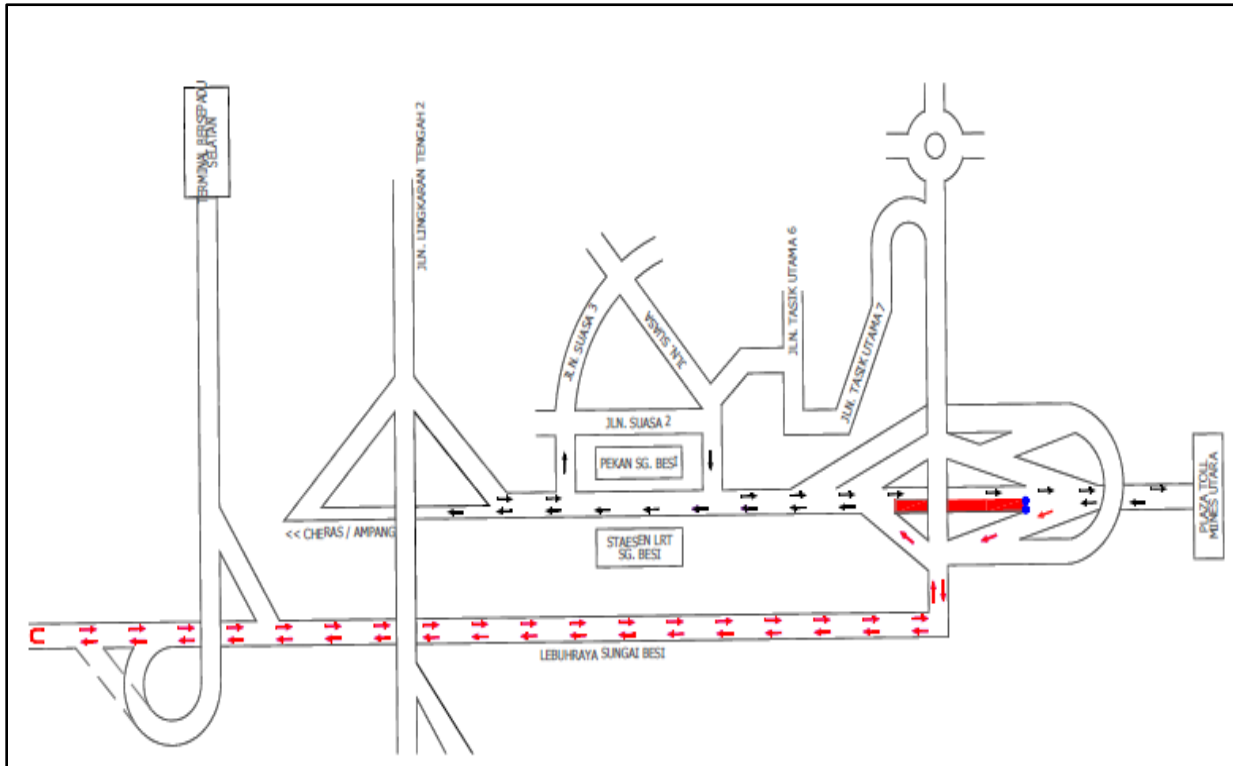 TERMINAL BERSEPADU
SELATAN
JLN. LINGKARAN TENGAH 2
JLN. SUASA 3
JLN. SUASA
JLN. TASIK UTAMA 6
JLN. TASIK UTAMA 7
JLN. SUASA 2
PEKAN SG. BESI
<< CHERAS / AMPANG
STAESEN LRT
SG. BESI
PLAZA TOLL
MINES UTARA
LEBUHRAYA SUNGAI BESI